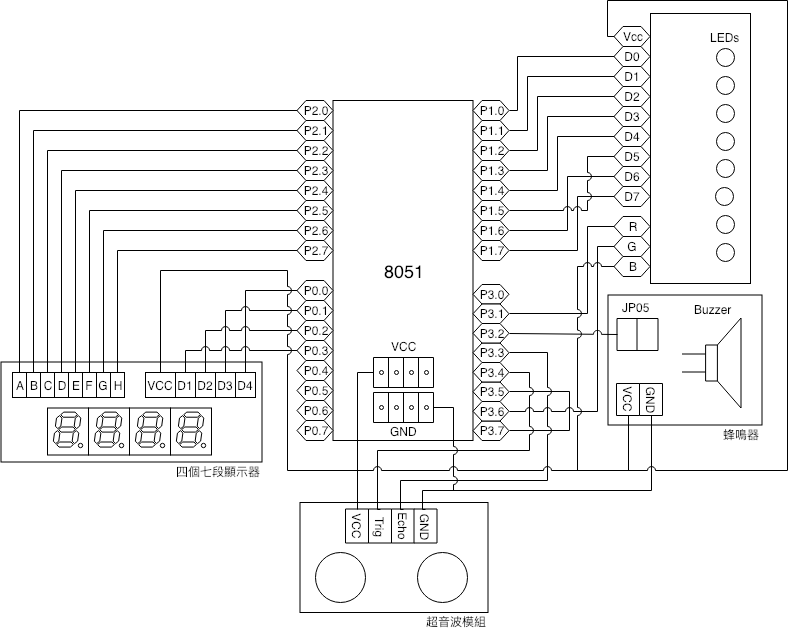 Vcc
D0
D1
D2
D3
D4
D5
D6
D7
R
G
B
LEDs
P2.0
P2.1
P2.2
P2.3
P2.4
P2.5
P2.6
P2.7
P0.0
P0.1
P0.2
P0.3
P0.4
P0.5
P0.6
P0.7
8051
VCC
GND
P1.0
P1.1
P1.2
P1.3
P1.4
P1.5
P1.6
P1.7
P3.0
P3.1
P3.2
P3.3
P3.4
P3.5
P3.6
P3.7
JP05
Buzzer
VCC
GND
蜂鳴器
A B C D E F G H
VCC D1 D2 D3 D4
8. 8. 8. 8.
四個七段顯示器
VCC
Trig
Echo
GND
超音波模組